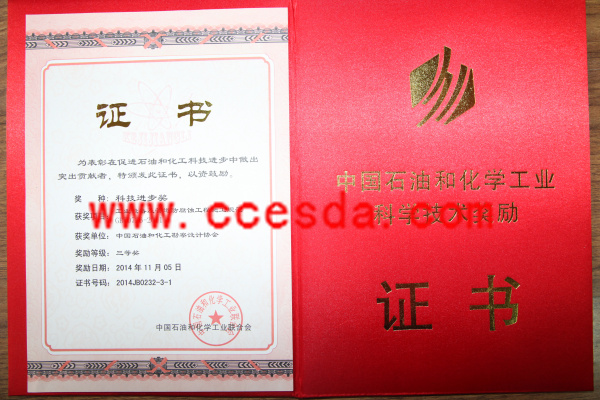 证 书
为表彰在促进石油和化工科技进步中做出
突出贡献者，特颁发此证书，以资鼓励。
奖 种：科技进步奖
获奖
获奖单位：中国石油和化工勘察设计协会
奖励等级：三等奖
奖励日期：2014年11月05日
证书号码：2014JB0232-3-1
中国石油和化学工业联合会
中国石油和化学工业
科学技术奖励
证 书
www.ccesda.com